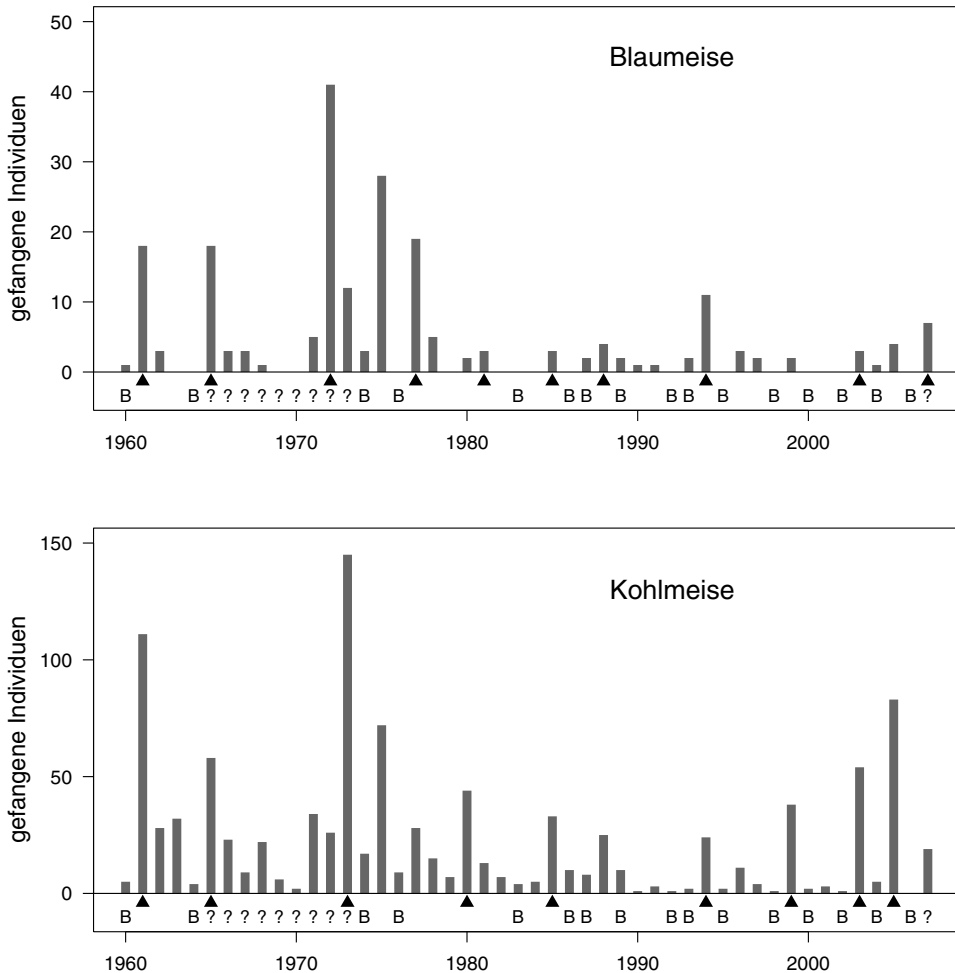 50
Blaumeise
40
30
20
10
0
gefangene Individuen
B B ? ? ? ? ? ? ? ? ? B B B B B B B B B B B B B B ?
1960 1970 1980 1990 2000
150
Kohlmeise
100
50
0
gefangene Individuen
B B ? ? ? ? ? ? ? ? ? B B B B B B B B B B B B B B ?
1960 1970 1980 1990 2000